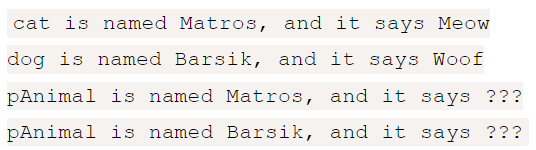 cat is named Matros, and it says Meow
dog is named Barsik, and it says Woof
pAnimal is named Matros, and it says ???
pAnimal is named Barsik, and it says ???